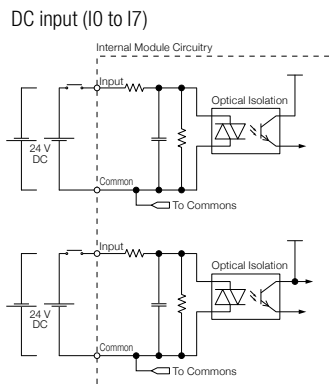 DC input (I0 to I7)
Internal Module Circuitry
Input
Optical Isolation
24 V
DC
Common
To Commons
Input
Optical Isolation
24 V
DC
Common
To Commons